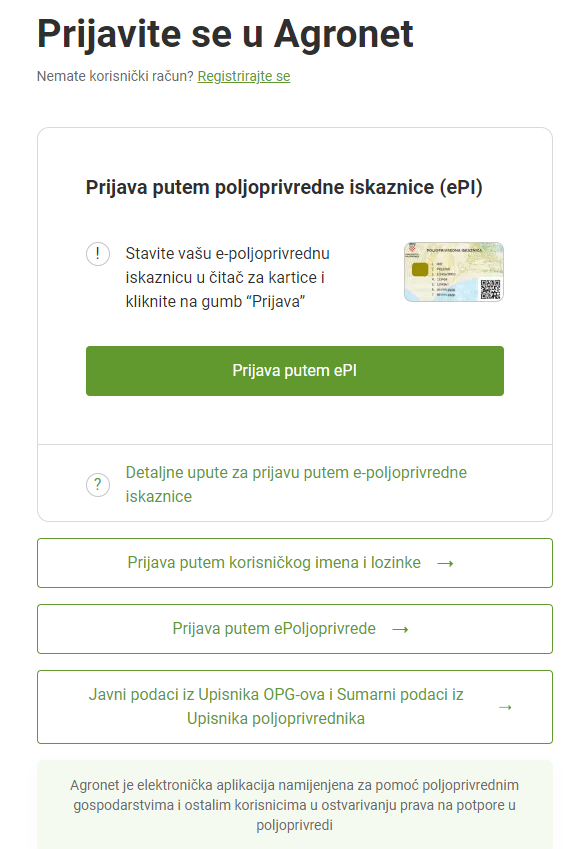 Prijavite se u Agronet
Nemate korisnički račun? Registrirajte se
Prijava putem poljoprivredne iskaznice (ePI)
! Stavite vašu e-poljoprivrednu
iskaznicu u čitač za kartice i
kliknite na gumb “Prijava”
POLJOPRIVREDNA ISKAZNICA
Prijava putem ePI
? Detaljne upute za prijavu putem e-poljoprivredne
iskaznice
Prijava putem korisničkog imena i lozinke →
Prijava putem ePoljoprivrede →
Javni podaci iz Upisnika OPG-ova i Sumarni podaci iz
Upisnika poljoprivrednika →
Agronet je elektronička aplikacija namijenjena za pomoć poljoprivrednim
gospodarstvima i ostalim korisnicima u ostvarivanju prava na potpore u
poljoprivredi